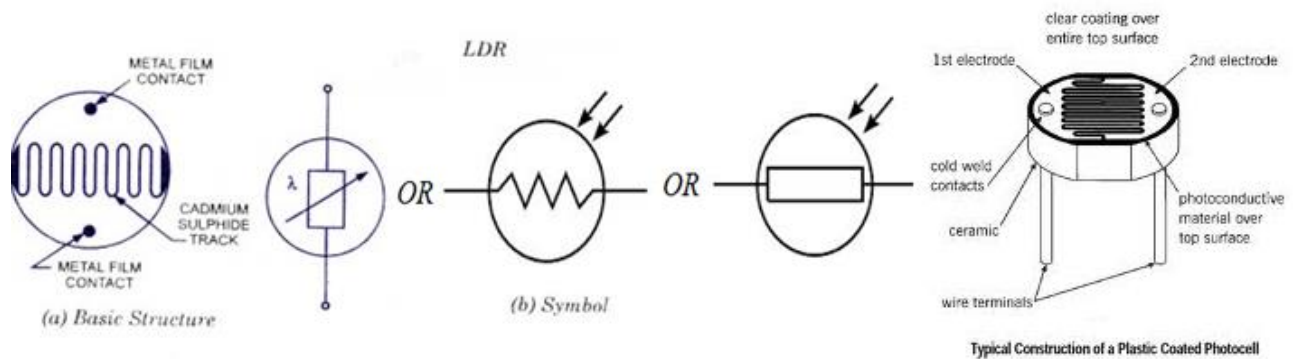 LDR
METAL FILM
CONTACT
CADMIUM
SULPHIDE
TRACK
METAL FILM
CONTACT
(a) Basic Structure
λ
OR
OR
(b) Symbol
clear coating over
entire top surface
1st electrode
2nd electrode
cold weld
contacts
ceramic
photoconductive
material over
top surface
wire terminals
Typical Construction of a Plastic Coated Photocell